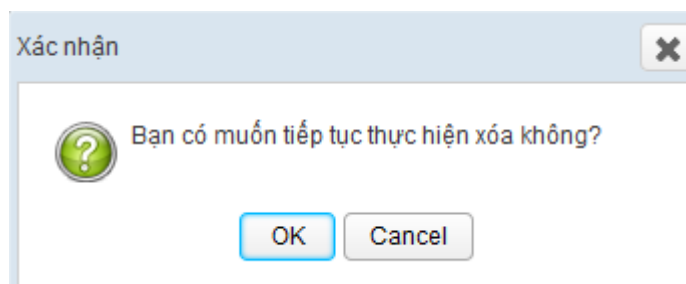 Xác nhận
Bạn có muốn tiếp tục thực hiện xóa không?
OK Cancel